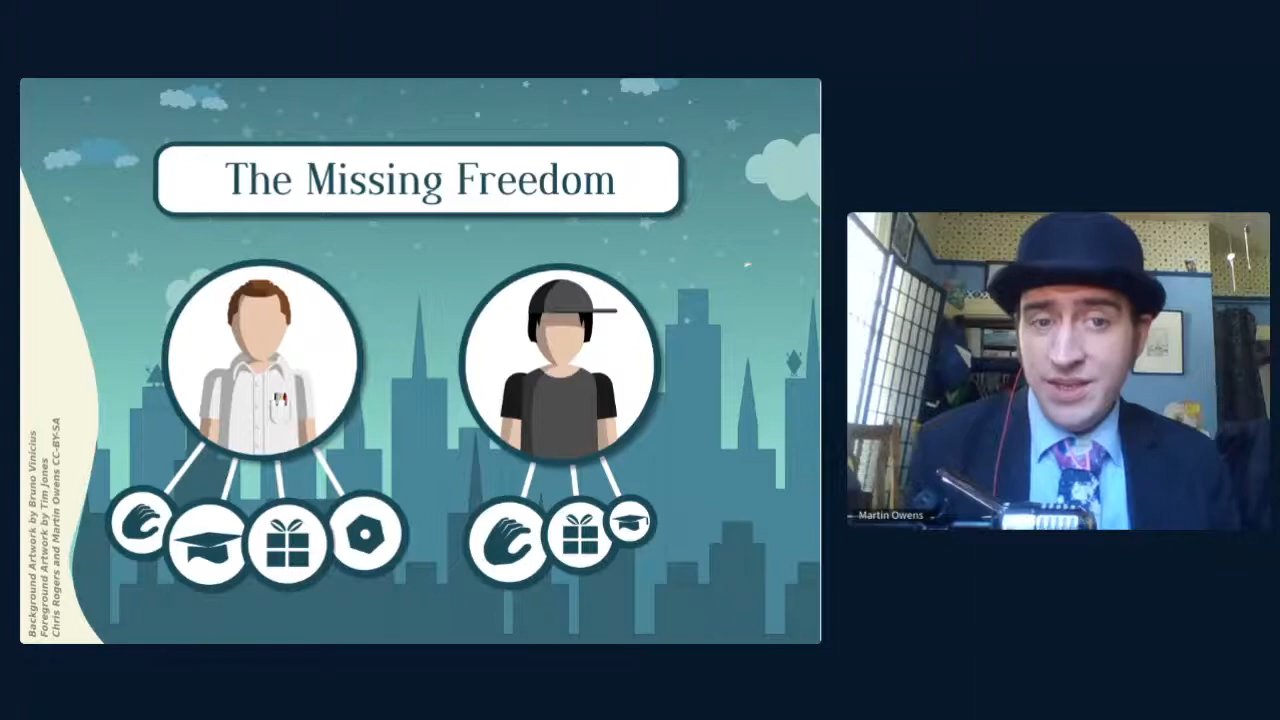 The Missing Freedom
Background Artwork by Bruno Vinicius
Foreground Artwork by Tim Jones
Chris Rogers and Martin Owens CC-BY-SA
Martin Owens